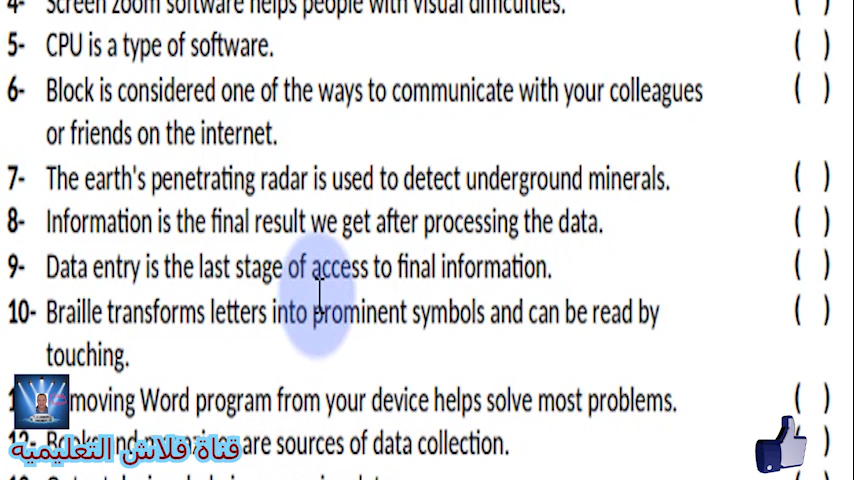 4- Screen zoom software helps people with visual difficulties. ( )
5- CPU is a type of software. ( )
6- Block is considered one of the ways to communicate with your colleagues ( )
or friends on the internet.
7- The earth's penetrating radar is used to detect underground minerals. ( )
8- Information is the final result we get after processing the data. ( )
9- Data entry is the last stage of access to final information. ( )
10- Braille transforms letters into prominent symbols and can be read by ( )
touching.
moving Word program from your device helps solve most problems. ( )
12- are sources of data collection. ( )
قناة فلاش التعليمية